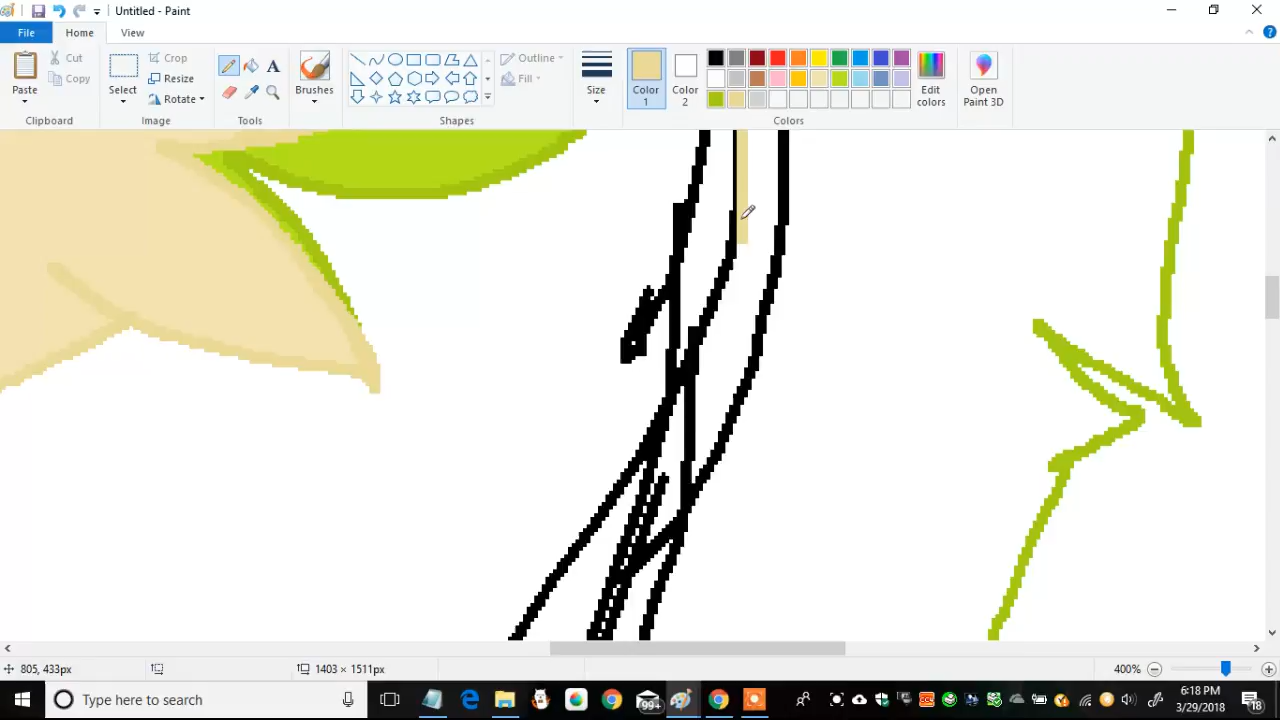 Untitled - Paint
File Home View
Paste
Cut
Copy
Clipboard
Select
Crop
Resize
Rotate
Image
A
Tools
Brushes
Outline
Fill
Shapes
Size
Color 1
Color 2
Edit colors
Colors
Open Paint 3D
805, 433px
1403 × 1511px
400%
Type here to search
99+
6:18 PM
3/29/2018
18